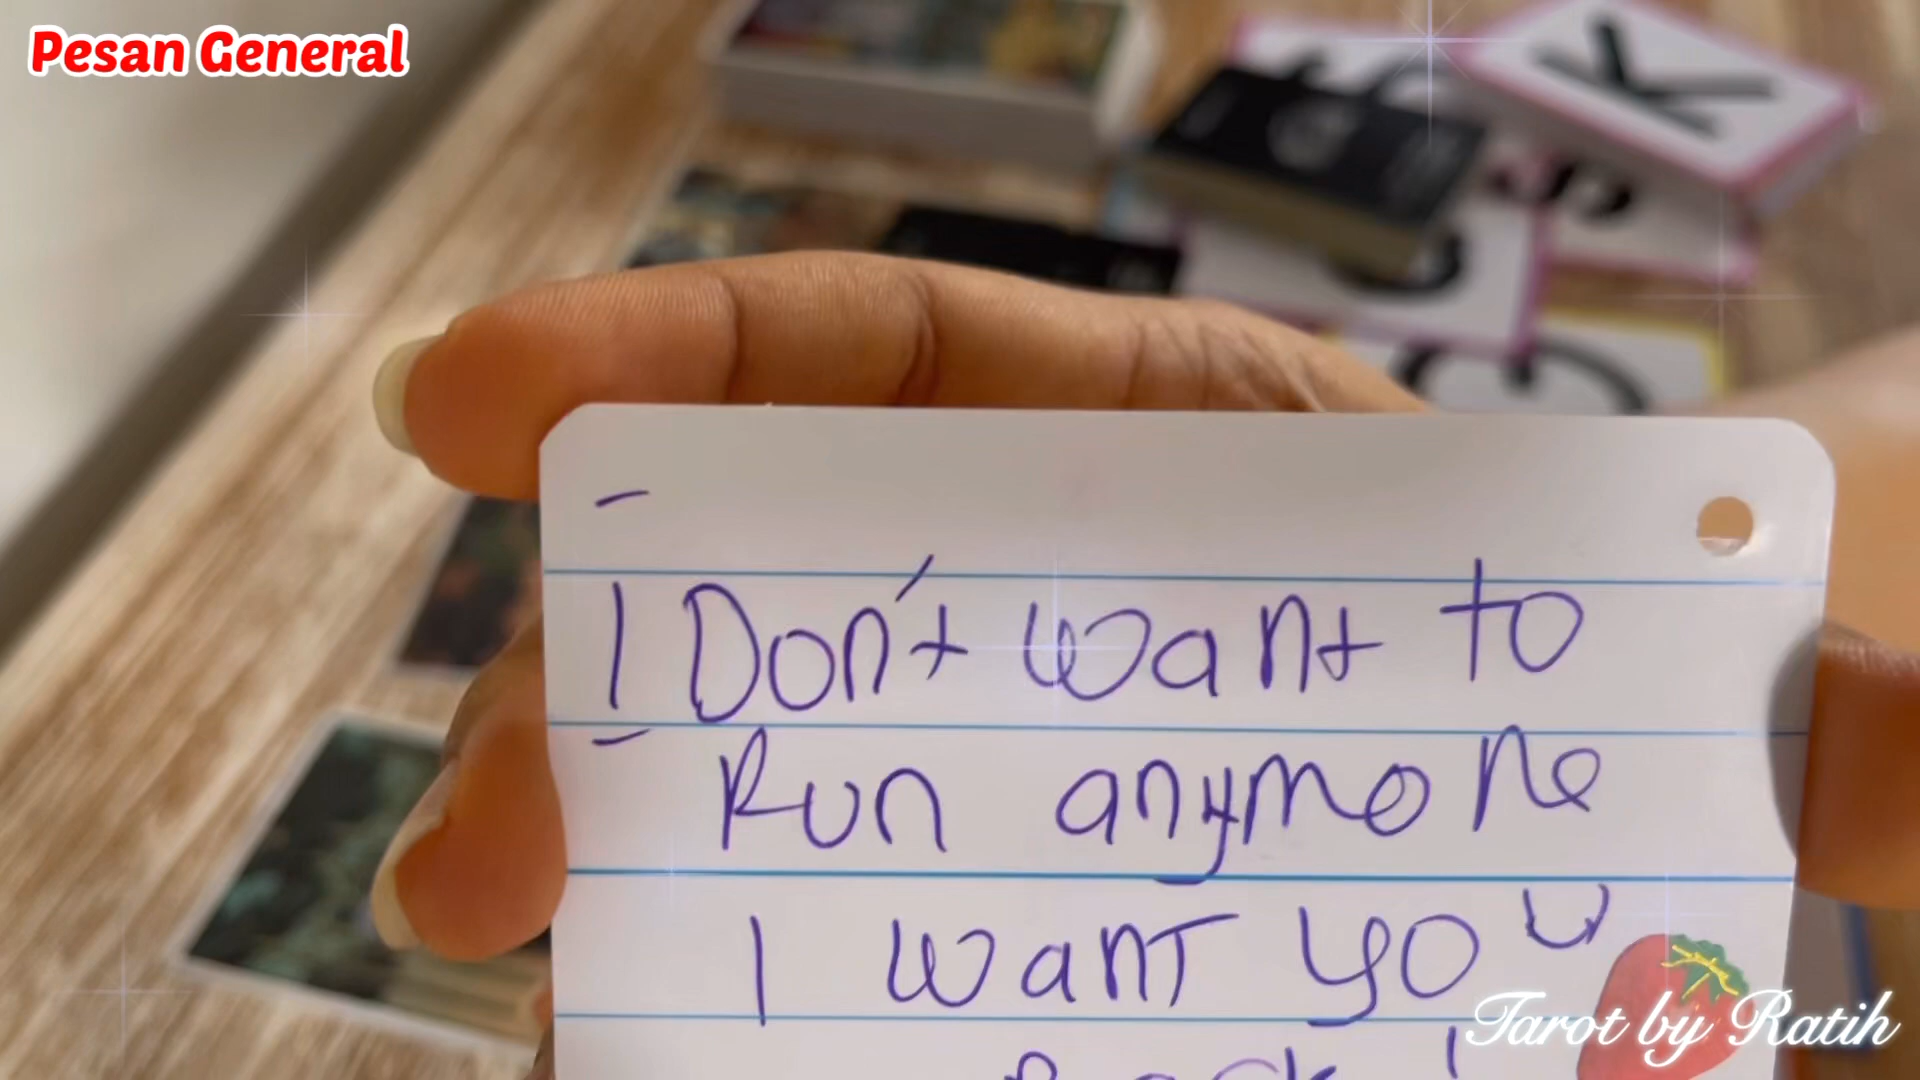 Pesan General
K
I Don't want to
Run anymore
I want you
Tarot by Ratih